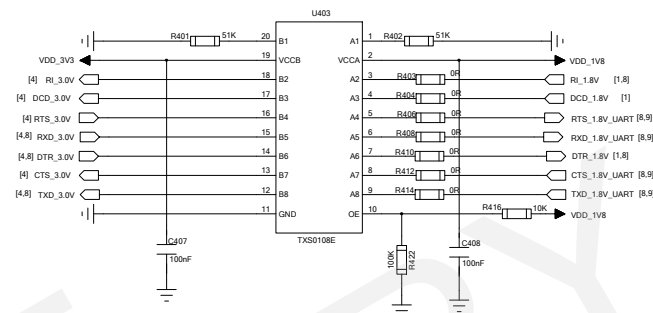 U403
R401 51K 20 B1 A1 1 R402 51K
VDD_3V3 19 VCCB VCCA 2 VDD_1V8
[4] RI_3.0V 18 B2 A2 3 R403 0R RI_1.8V [1,8]
[4] DCD_3.0V 17 B3 A3 4 R404 0R DCD_1.8V [1]
[4] RTS_3.0V 16 B4 A4 5 R406 0R RTS_1.8V_UART [8,9]
[4,8] RXD_3.0V 15 B5 A5 6 R408 0R RXD_1.8V_UART [8,9]
[4,8] DTR_3.0V 14 B6 A6 7 R410 0R DTR_1.8V [1,8]
[4] CTS_3.0V 13 B7 A7 8 R412 0R CTS_1.8V_UART [8,9]
[4,8] TXD_3.0V 12 B8 A8 9 R414 0R TXD_1.8V_UART [8,9]
11 GND OE 10 R416 10K VDD_1V8
TXS0108E
C407 100K R422 C408
100nF 100nF